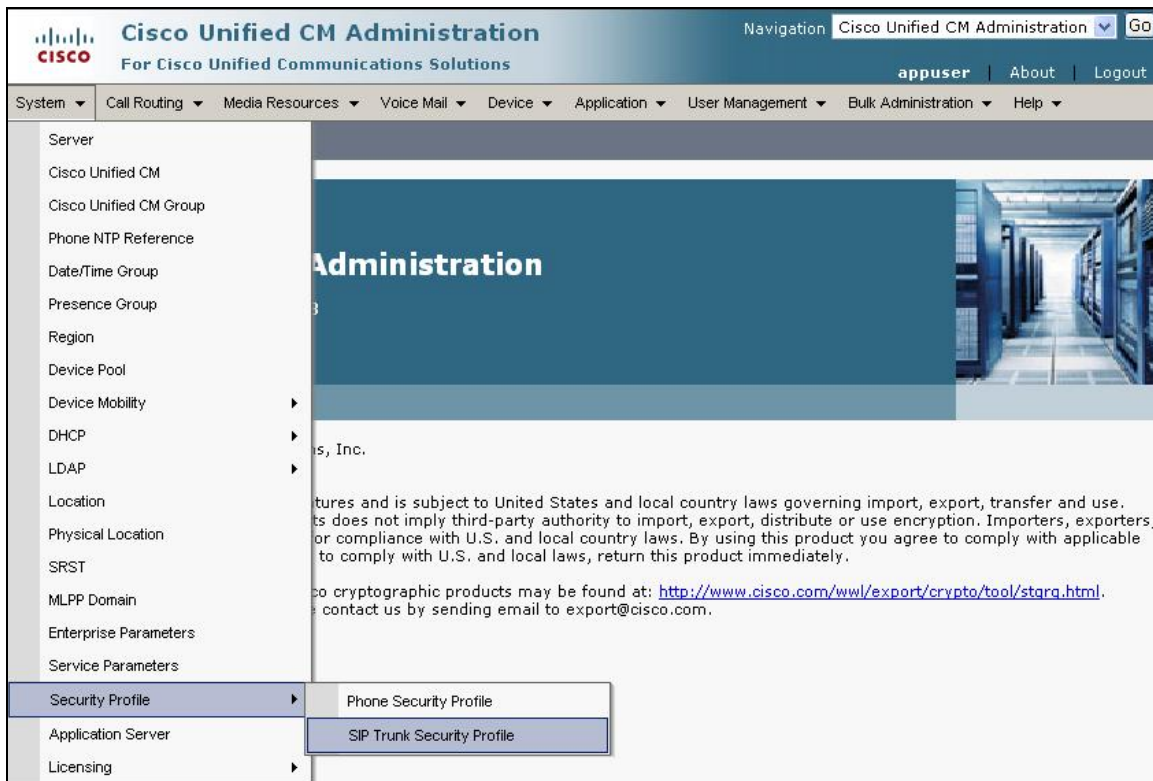 Cisco Unified CM Administration
Navigation Cisco Unified CM Administration Go
CISCO
For Cisco Unified Communications Solutions
appuser | About | Logout
System Call Routing Media Resources Voice Mail Device Application User Management Bulk Administration Help
Server
Cisco Unified CM
Cisco Unified CM Group
Phone NTP Reference
Date/Time Group
Presence Group
Region
Device Pool
Device Mobility
DHCP
LDAP
Location
Physical Location
SRST
MLPP Domain
Enterprise Parameters
Service Parameters
Security Profile
Application Server
Licensing
Phone Security Profile
SIP Trunk Security Profile
Administration
s, Inc.
tures and is subject to United States and local country laws governing import, export, transfer and use.
ts does not imply third-party authority to import, export, distribute or use encryption. Importers, exporters,
or compliance with U.S. and local country laws. By using this product you agree to comply with applicable
to comply with U.S. and local laws, return this product immediately.
co cryptographic products may be found at: http://www.cisco.com/wwl/export/crypto/tool/stqrg.html.
contact us by sending email to export@cisco.com.